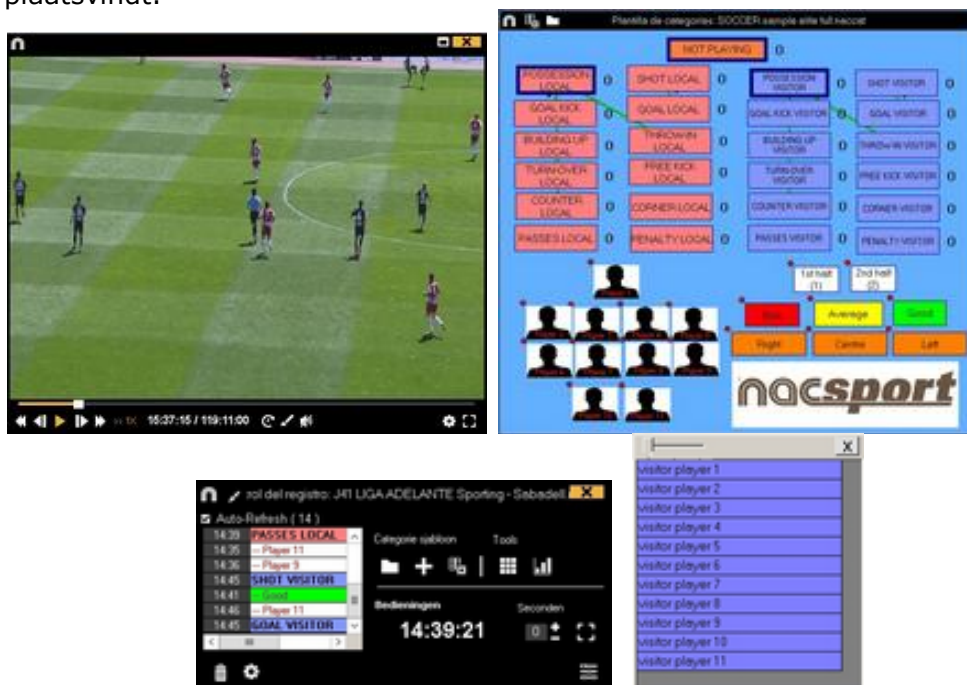 plaatsvindt.
Plantilla de categories: SOCCER sample elite full naccat
NOT PLAYING 0
POSSESSION LOCAL 0
SHOT LOCAL 0
POSSESSION VISITOR 0
SHOT VISITOR 0
GOAL KICK LOCAL 0
GOAL LOCAL 0
GOAL KICK VISITOR 0
GOAL VISITOR 0
BUILDING UP LOCAL 0
THROW-IN LOCAL 0
BUILDING UP VISITOR 0
THROW-IN VISITOR 0
TURN OVER LOCAL 0
FREE KICK LOCAL 0
TURN OVER VISITOR 0
FREE KICK VISITOR 0
COUNTER LOCAL 0
CORNER LOCAL 0
COUNTER VISITOR 0
CORNER VISITOR 0
PASSES LOCAL 0
PENALTY LOCAL 0
PASSES VISITOR 0
PENALTY VISITOR 0
1st half (1)
2nd half (2)
Average
Good
Right
Centre
Left
nacsport
1X 15:37:15 / 119:11:00
rol del registro: J41 LIGA ADELANTE Sporting - Sabadell
Auto-Refresh ( 14 )
14:39 PASSES LOCAL
14:35 -- Player 11
14:36 -- Player 9
14:45 SHOT VISITOR
14:41 -- Good
14:46 -- Player 11
14:45 GOAL VISITOR
Categorie sjabloon
Tools
Bedieningen
Seconden
14:39:21
0
X
visitor player 1
visitor player 2
visitor player 3
visitor player 4
visitor player 5
visitor player 6
visitor player 7
visitor player 8
visitor player 9
visitor player 10
visitor player 11